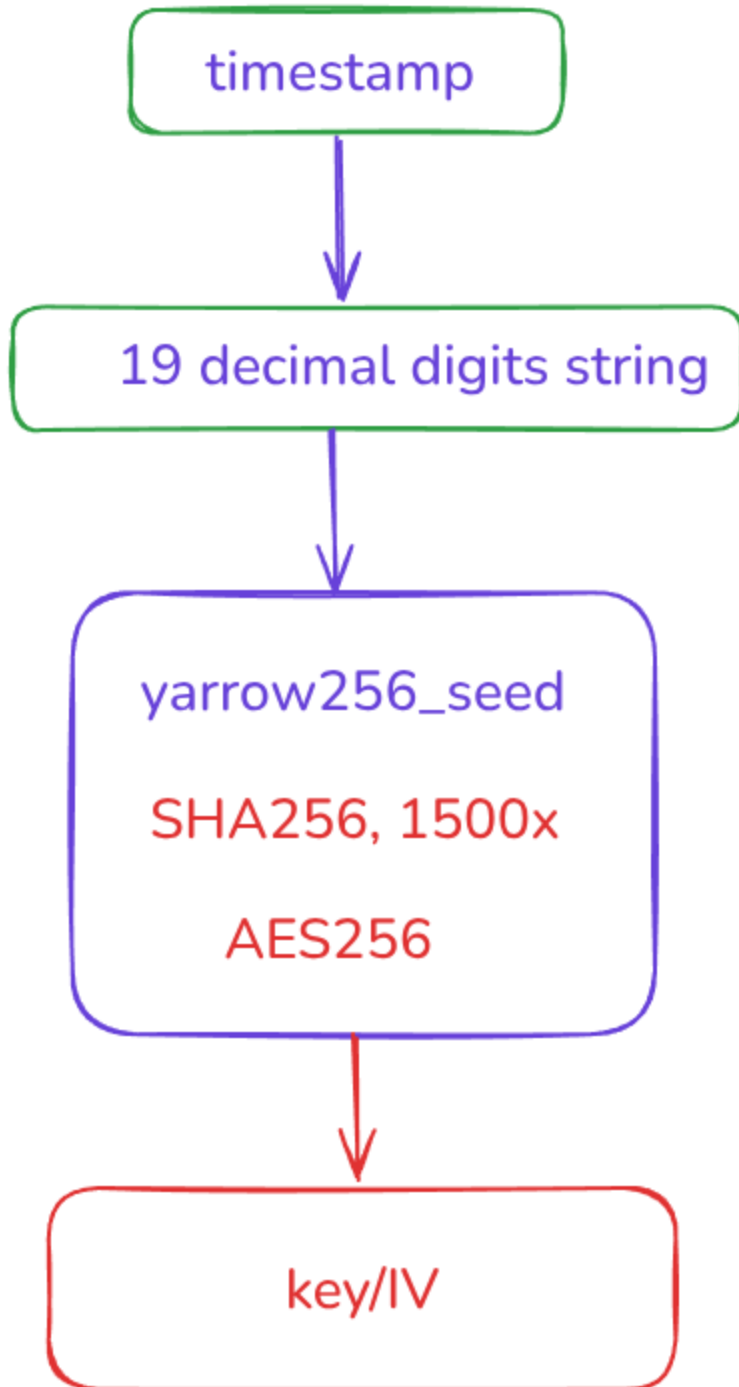 timestamp
19 decimal digits string
yarrow256_seed
SHA256, 1500x
AES256
key/IV